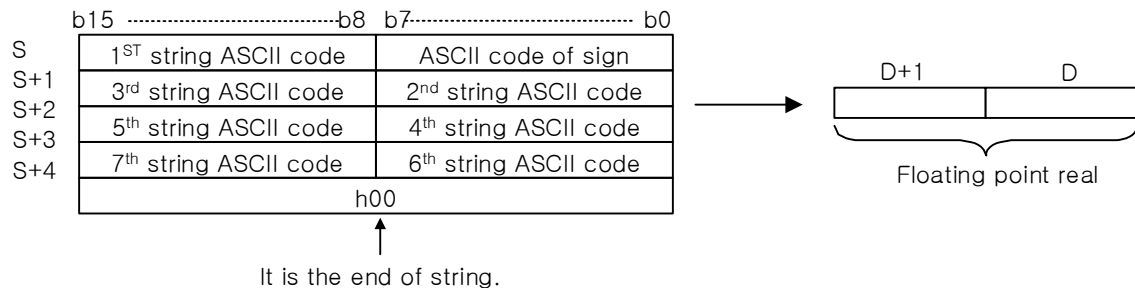 b15 b8 b7 b0
S 1ST string ASCII code ASCII code of sign
S+1 3rd string ASCII code 2nd string ASCII code
S+2 5th string ASCII code 4th string ASCII code
S+3 7th string ASCII code 6th string ASCII code
S+4 h00
It is the end of string.
D+1 D
Floating point real